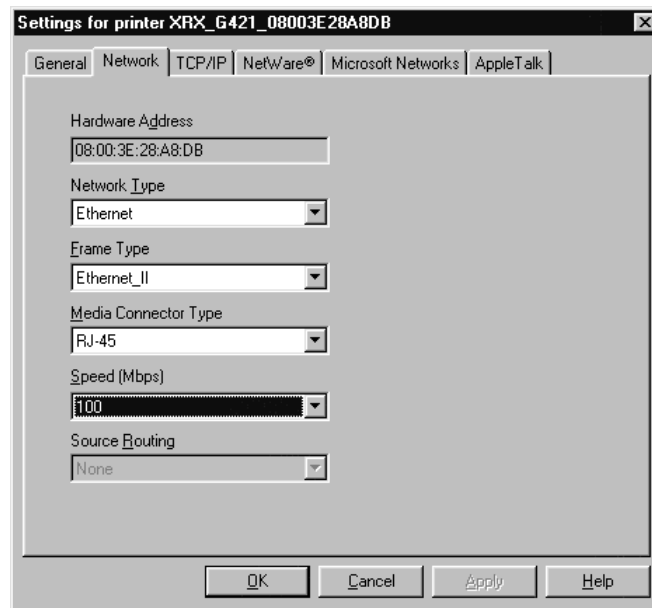 Settings for printer XRX_G421_08003E28A8DB
General Network TCP/IP NetWare® Microsoft Networks AppleTalk
Hardware Address
08:00:3E:28:A8:DB
Network Type
Ethernet
Frame Type
Ethernet_II
Media Connector Type
RJ-45
Speed (Mbps)
100
Source Routing
None
OK Cancel Apply Help